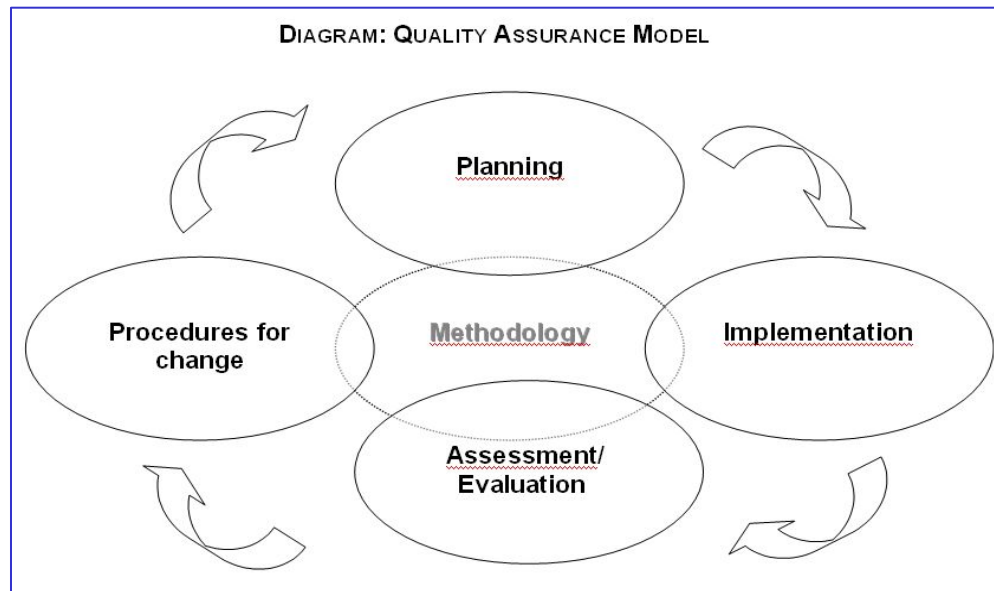 DIAGRAM: QUALITY ASSURANCE MODEL
Planning
Procedures for
change
Methodology
Implementation
Assessment/
Evaluation